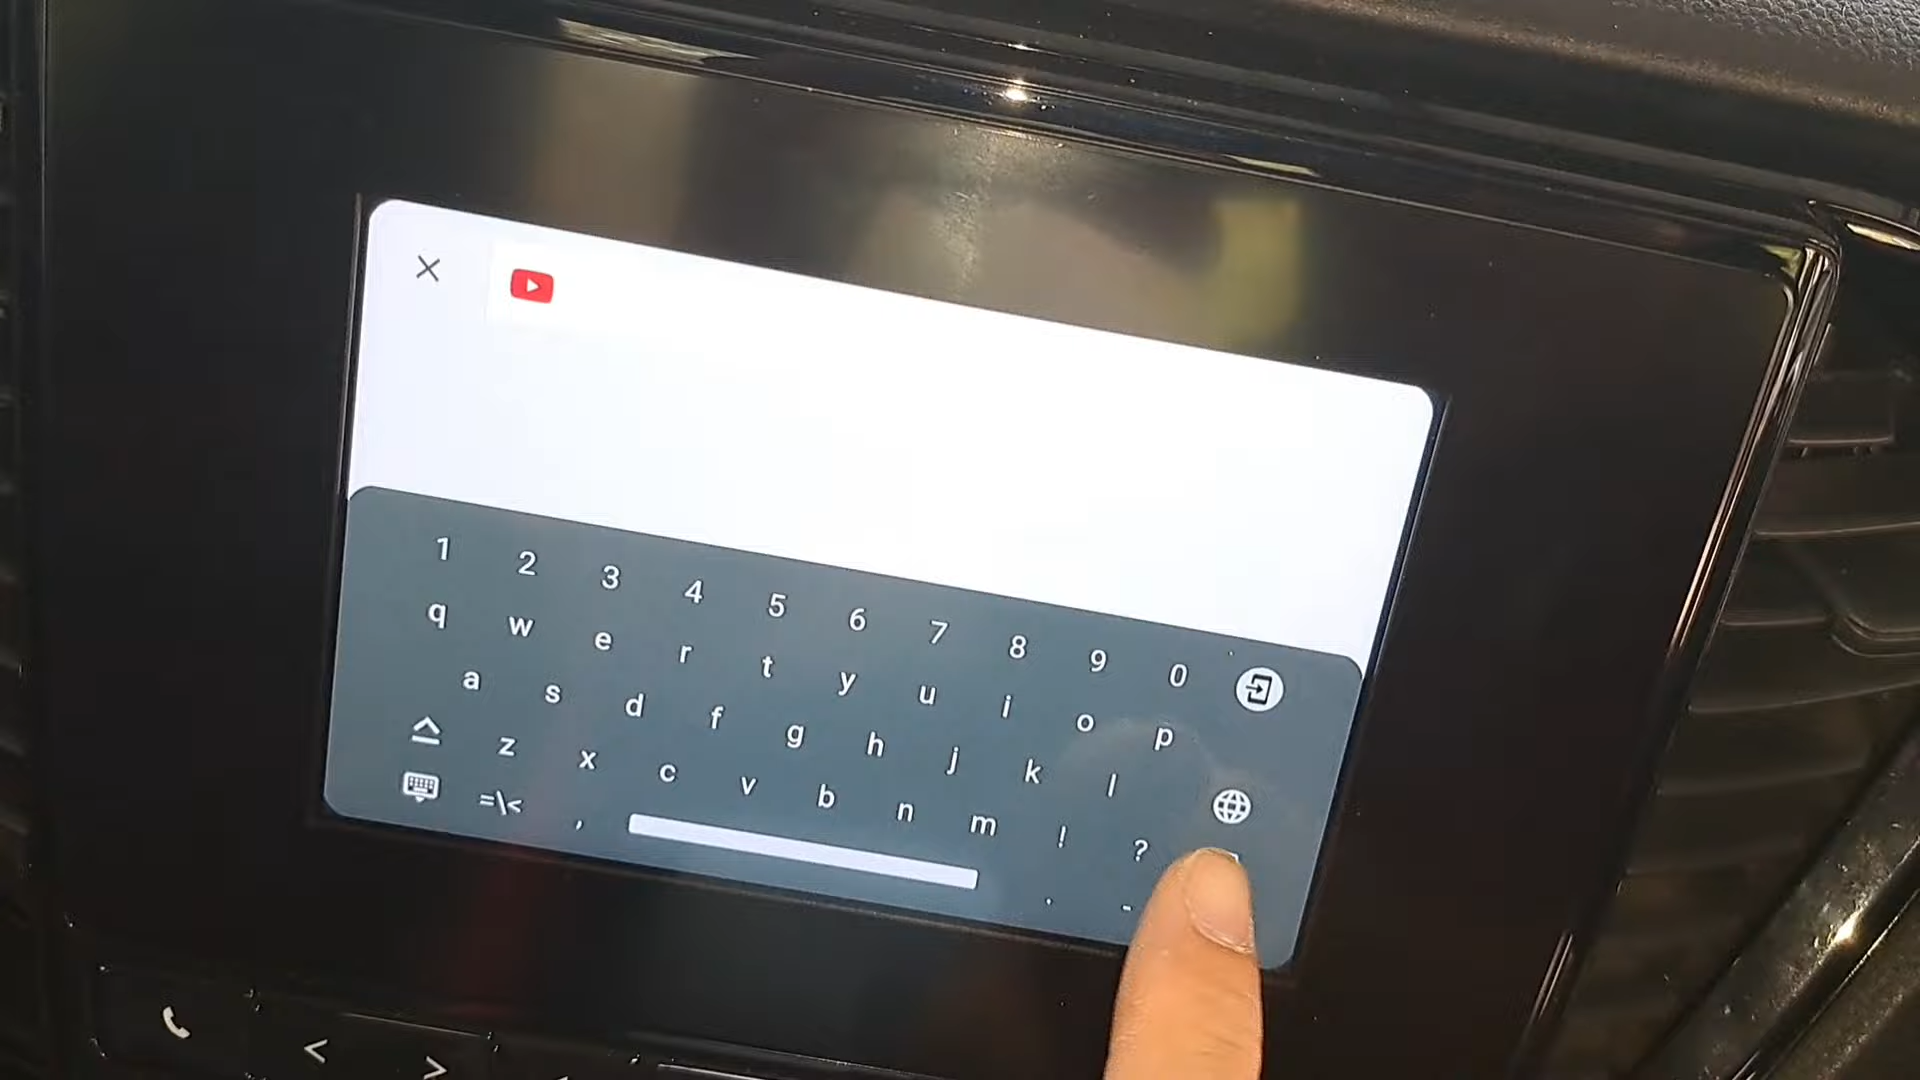 1 2 3 4 5 6 7 8 9 0
q w e r t y u i o p
a s d f g h j k l
z x c v b n m ! ?
=\< , . -
< >